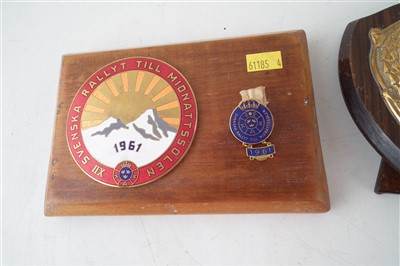 61185 4
XII SVENSKA RALLYT TILL MIDNATTSSOLEN
1961
1961